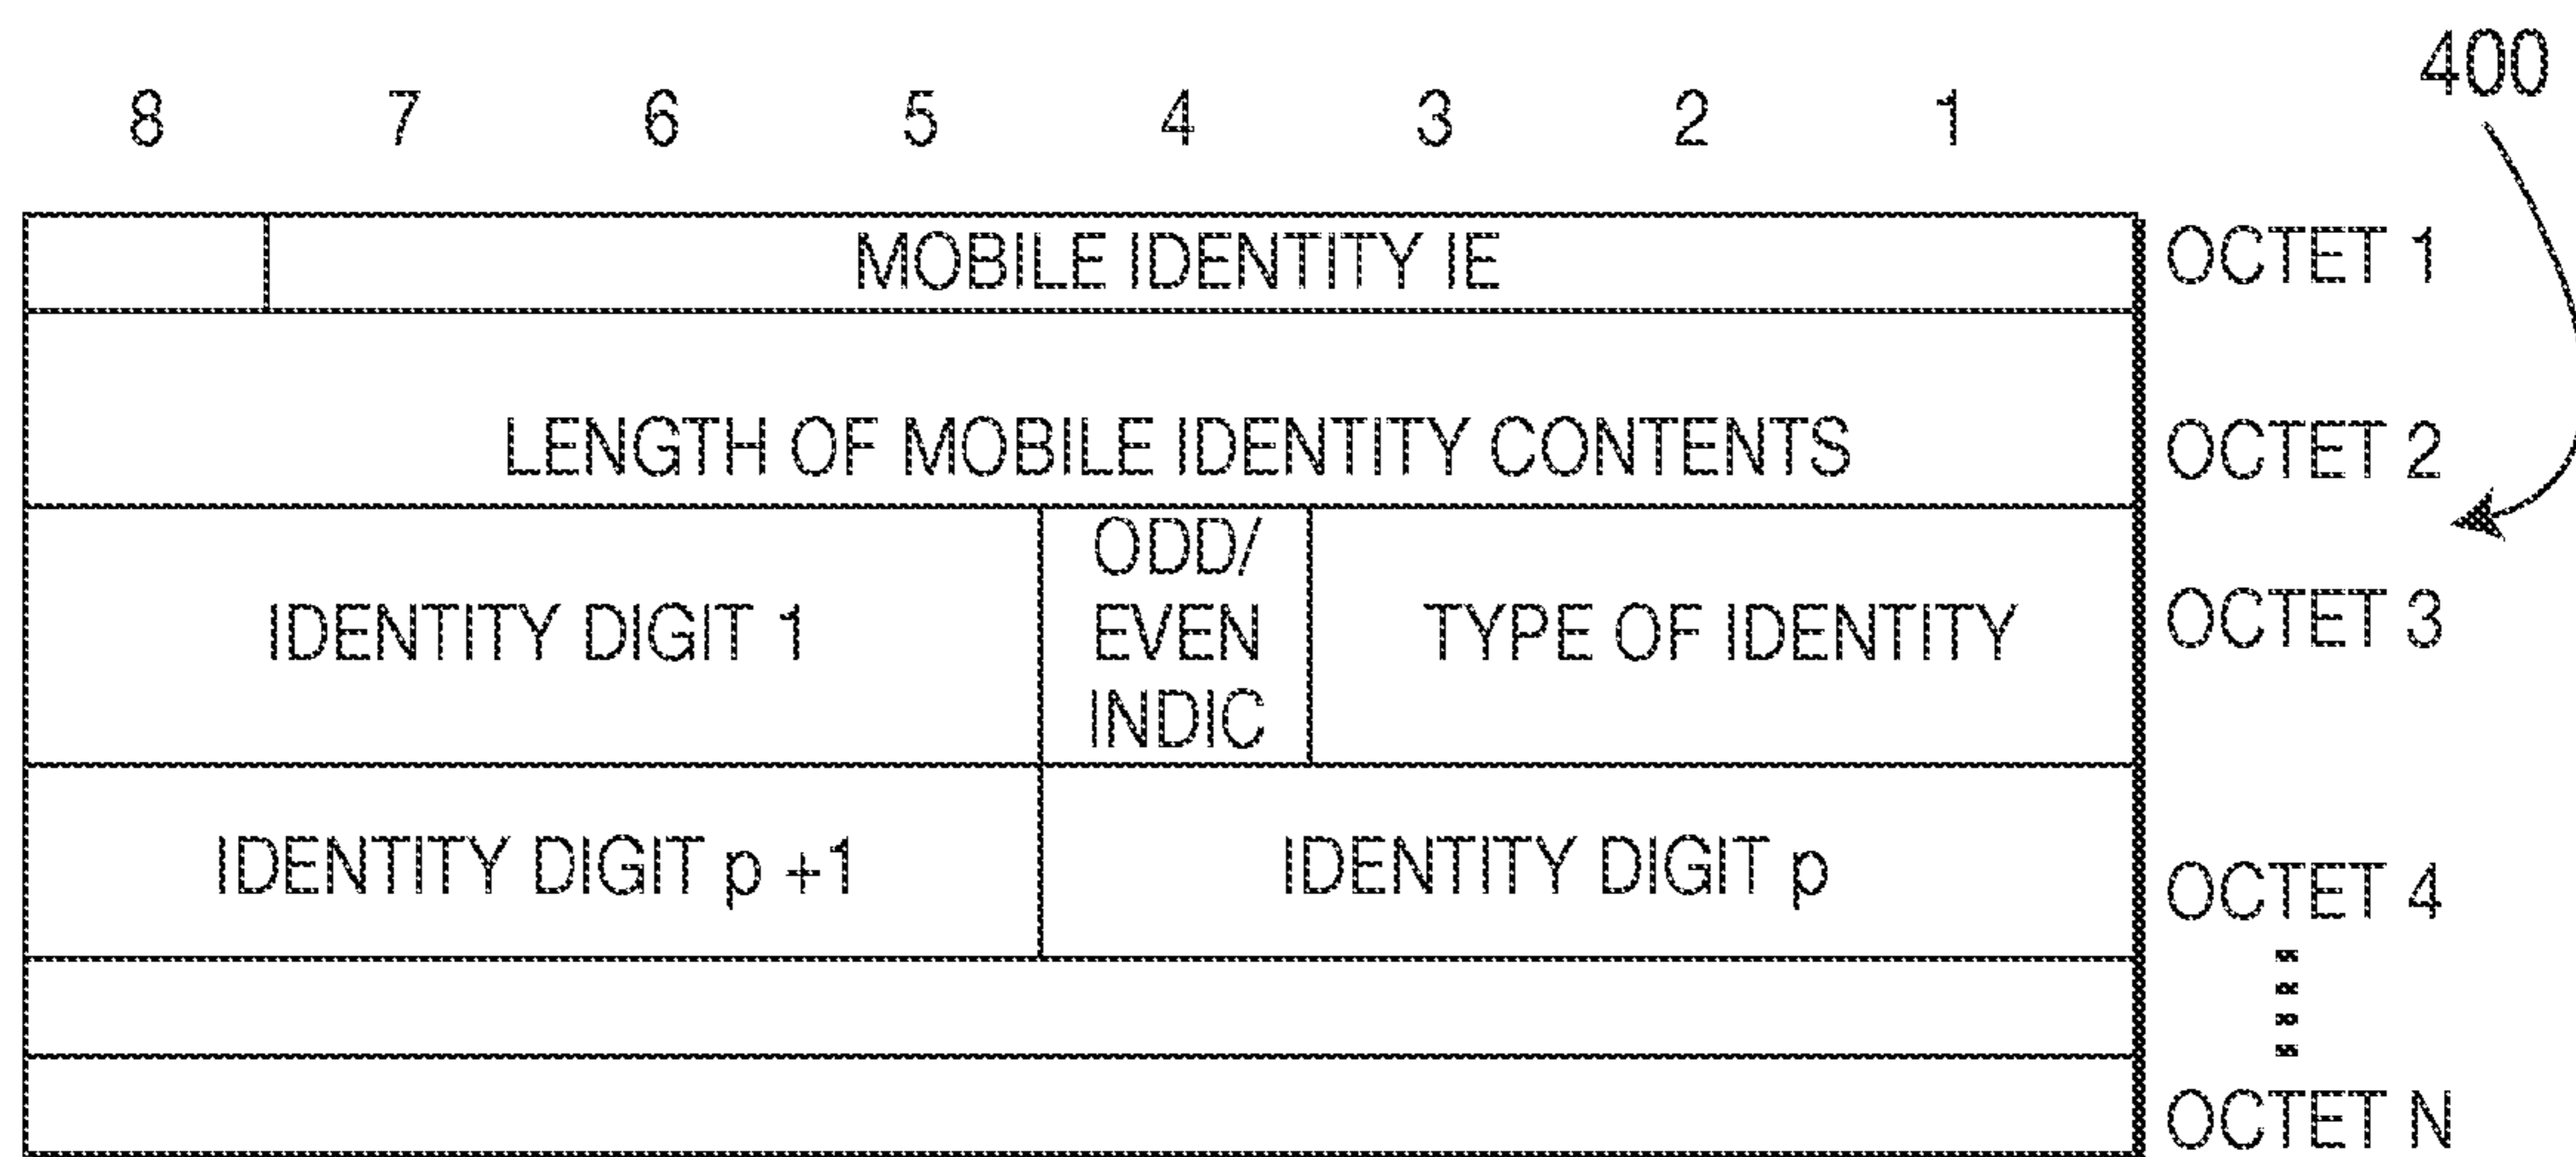 400
8 7 6 5 4 3 2 1
MOBILE IDENTITY IE OCTET 1
LENGTH OF MOBILE IDENTITY CONTENTS OCTET 2
IDENTITY DIGIT 1
ODD/
EVEN
INDIC
TYPE OF IDENTITY
OCTET 3
IDENTITY DIGIT p +1 IDENTITY DIGIT p OCTET 4
OCTET N